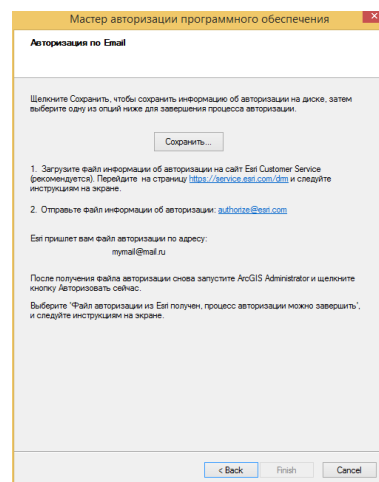 Мастер авторизации программного обеспечения
Авторизация по Email
Щелкните Сохранить, чтобы сохранить информацию об авторизации на диске, затем
выберите одну из опций ниже для завершения процесса авторизации.
Сохранить...
1. Загрузите файл информации об авторизации на сайт Esri Customer Service
(рекомендуется). Перейдите на страницу https://service.esri.com/drm и следуйте
инструкциям на экране.
2. Отправьте файл информации об авторизации: authorize@esri.com
Esri пришлет вам файл авторизации по адресу:
mymail@mail.ru
После получения файла авторизации снова запустите ArcGIS Administrator и щелкните
кнопку Авторизовать сейчас.
Выберите 'Файл авторизации из Esri получен, процесс авторизации можно завершить',
и следуйте инструкциям на экране.
< Back Finish Cancel